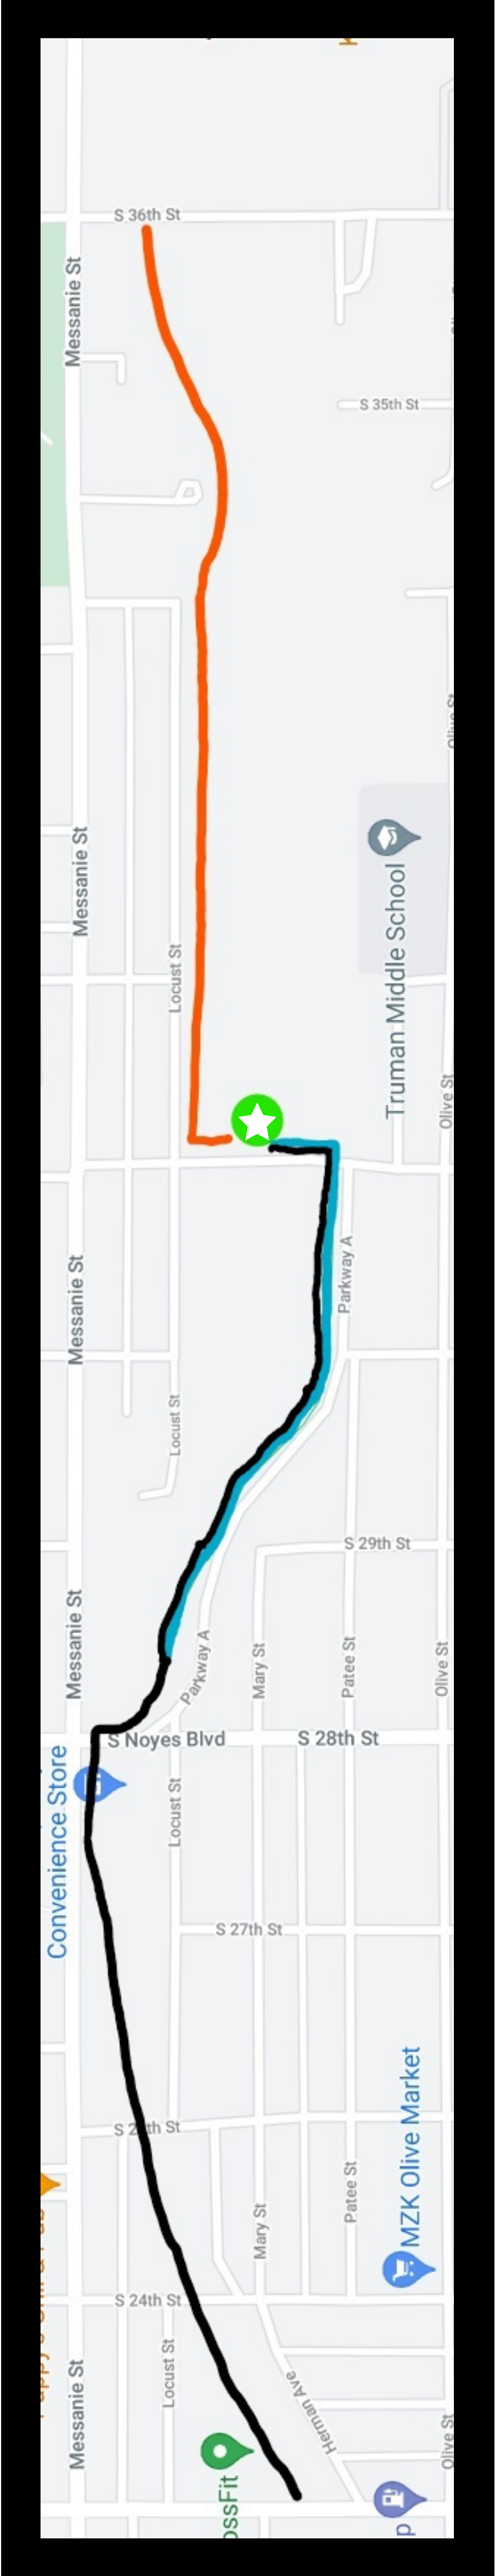 S 36th St
Messanie St
S 35th St
Olive St
Messanie St
Truman Middle School
Locust St
Olive St
Parkway A
Messanie St
Locust St
S 29th St
Messanie St
Parkway A
Mary St
Patee St
Olive St
S Noyes Blvd
S 28th St
Convenience Store
Locust St
S 27th St
MZK Olive Market
Patee St
Mary St
S 24th St
Locust St
Messanie St
Herman Ave
Olive St
ossFit
p